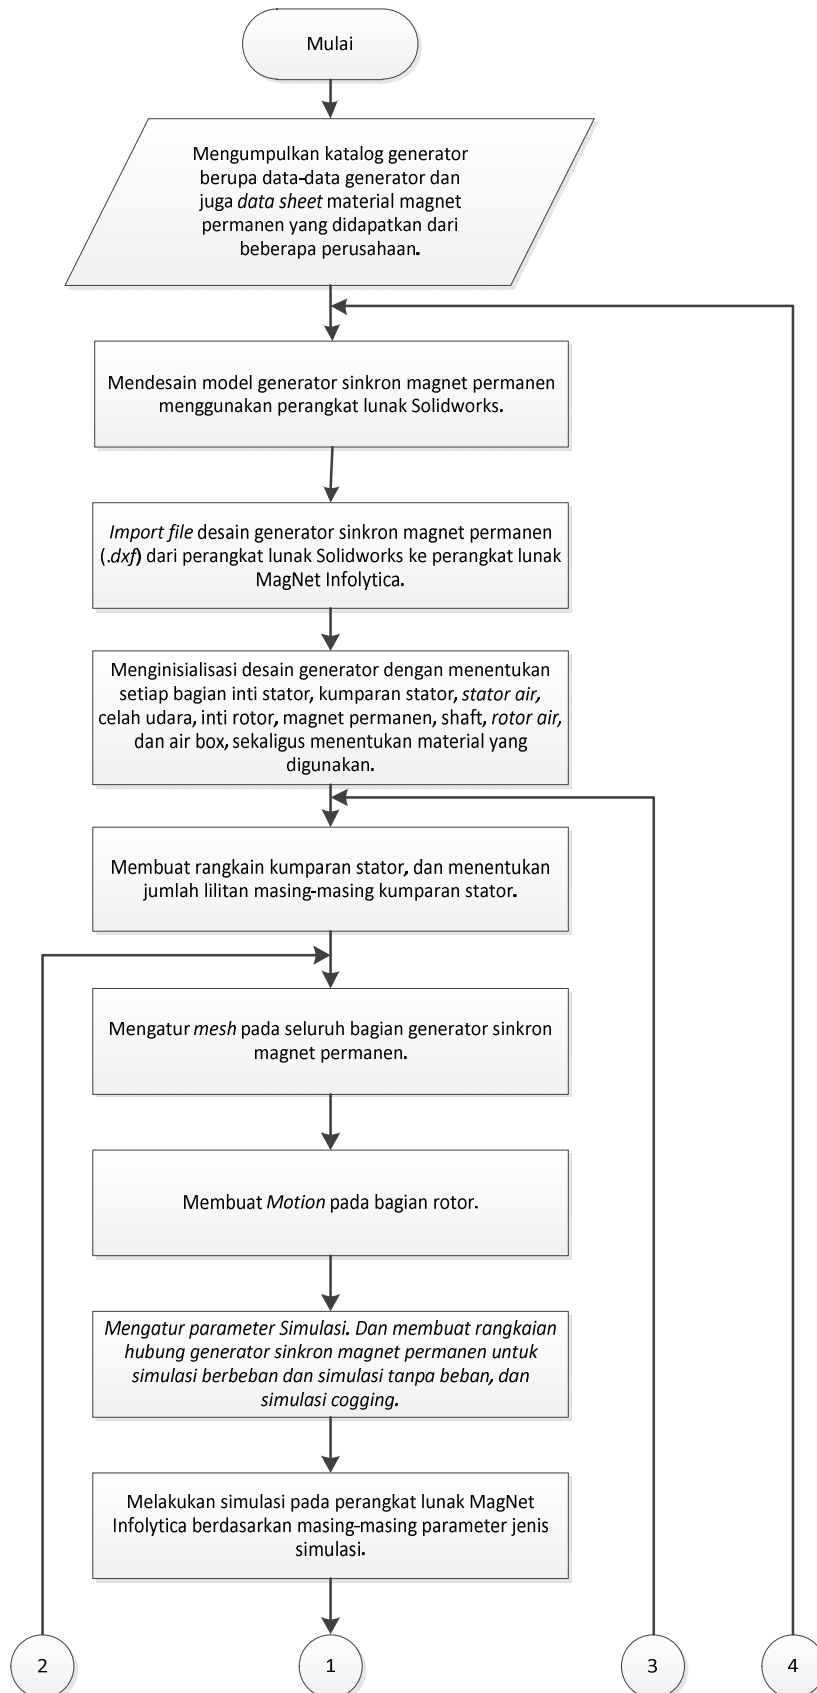 Mulai
Mengumpulkan katalog generator
berupa data-data generator dan
juga data sheet material magnet
permanen yang didapatkan dari
beberapa perusahaan.
Mendesain model generator sinkron magnet permanen
menggunakan perangkat lunak Solidworks.
Import file desain generator sinkron magnet permanen
(.dxf) dari perangkat lunak Solidworks ke perangkat lunak
MagNet Infolytica.
Menginisialisasi desain generator dengan menentukan
setiap bagian inti stator, kumparan stator, stator air,
celah udara, inti rotor, magnet permanen, shaft, rotor air,
dan air box, sekaligus menentukan material yang
digunakan.
Membuat rangkain kumparan stator, dan menentukan
jumlah lilitan masing-masing kumparan stator.
Mengatur mesh pada seluruh bagian generator sinkron
magnet permanen.
Membuat Motion pada bagian rotor.
Mengatur parameter Simulasi. Dan membuat rangkaian
hubung generator sinkron magnet permanen untuk
simulasi berbeban dan simulasi tanpa beban, dan
simulasi cogging.
Melakukan simulasi pada perangkat lunak MagNet
Infolytica berdasarkan masing-masing parameter jenis
simulasi.
2 1 3 4